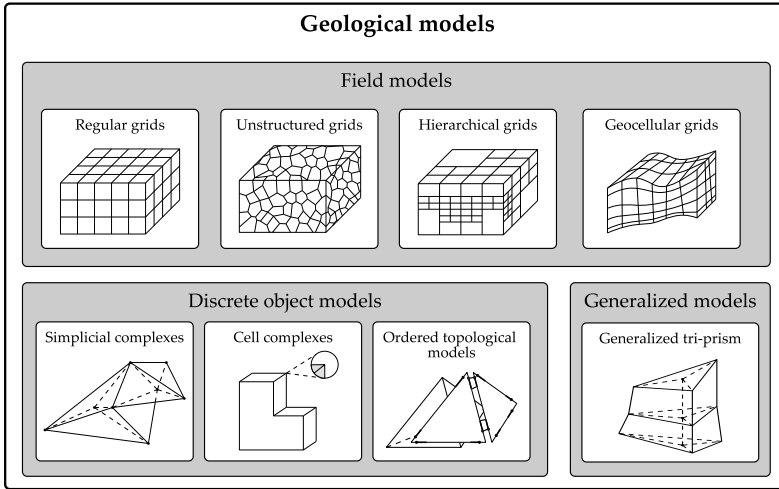 Geological models
Field models
Regular grids
Unstructured grids
Hierarchical grids
Geocellular grids
Discrete object models
Generalized models
Simplicial complexes
Cell complexes
Ordered topological
models
Generalized tri-prism